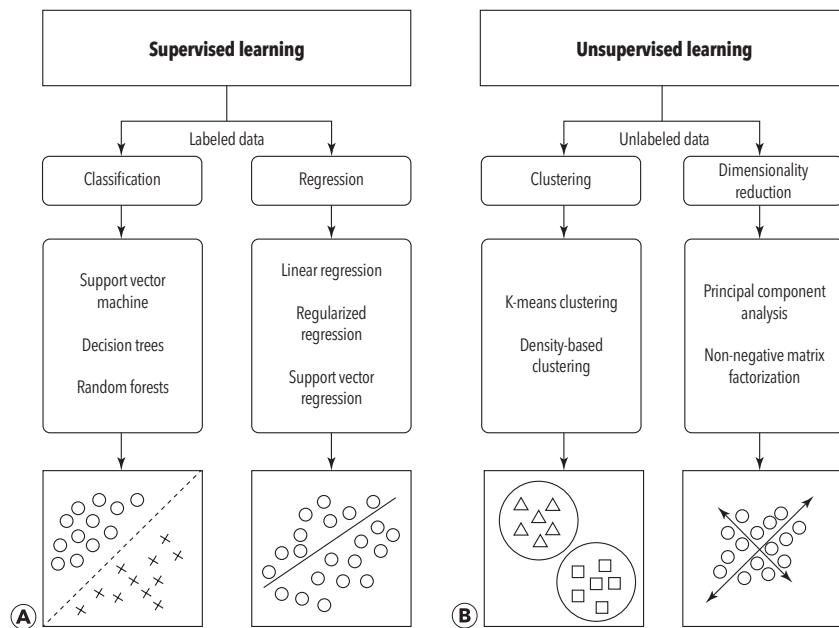 Supervised learning
Labeled data
Classification
Regression
Support vector
machine
Decision trees
Random forests
Linear regression
Regularized
regression
Support vector
regression
A
Unsupervised learning
Unlabeled data
Clustering
Dimensionality
reduction
K-means clustering
Density-based
clustering
Principal component
analysis
Non-negative matrix
factorization
B